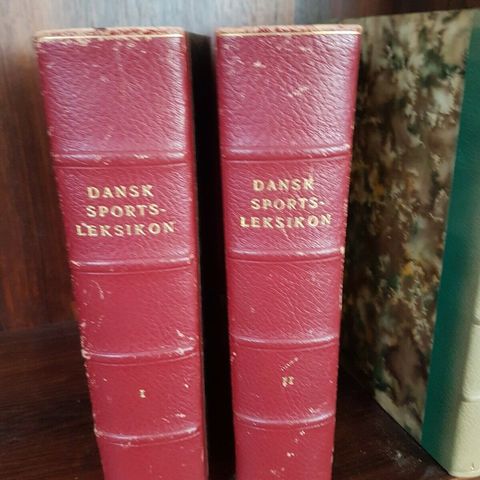 DANSK
SPORTS-
LEKSIKON
I
DANSK
SPORTS-
LEKSIKON
II